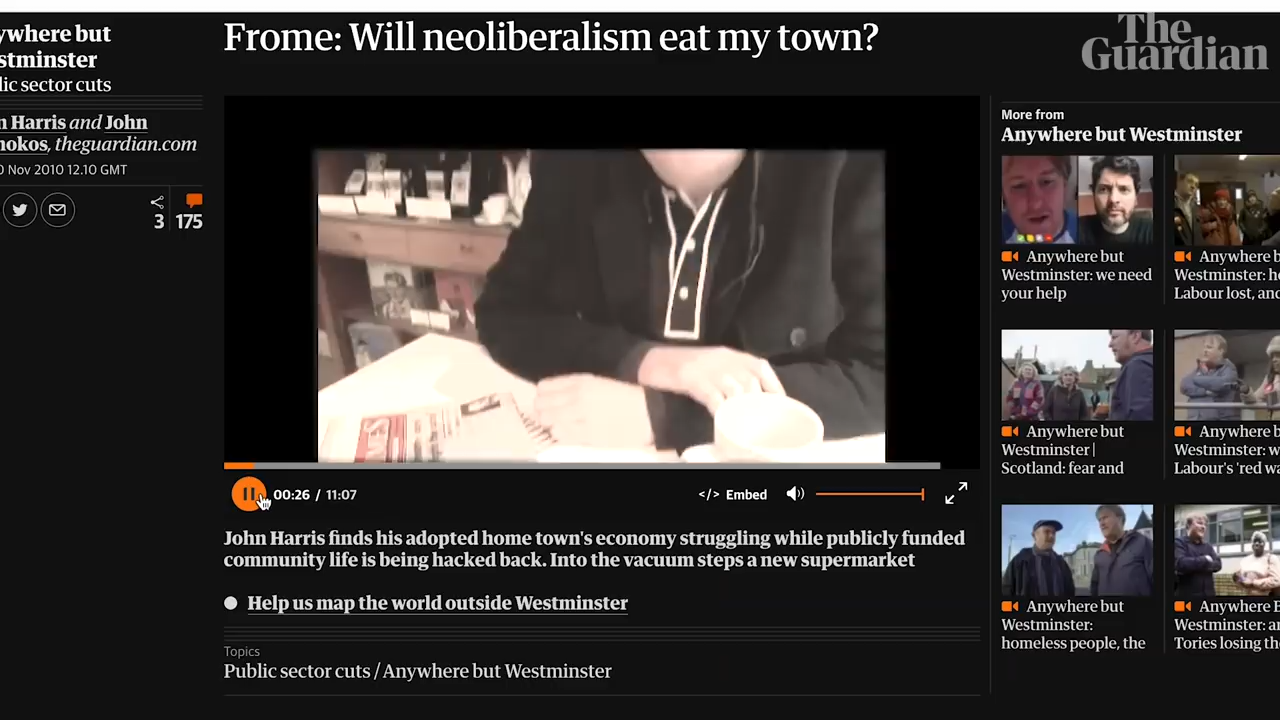 The
Guardian
Frome: Will neoliberalism eat my town?
ywhere but
stminster
lic sector cuts
n Harris and John
nokos, theguardian.com
0 Nov 2010 12.10 GMT
3 175
00:26 / 11:07
</> Embed
John Harris finds his adopted home town's economy struggling while publicly funded
community life is being hacked back. Into the vacuum steps a new supermarket
Help us map the world outside Westminster
Topics
Public sector cuts / Anywhere but Westminster
More from
Anywhere but Westminster
Anywhere but
Westminster: we need
your help
Anywhere b
Westminster: h
Labour lost, and
Anywhere but
Westminster |
Scotland: fear and
Anywhere b
Westminster: w
Labour's 'red wa
Anywhere but
Westminster:
homeless people, the
Anywhere B
Westminster: a
Tories losing th